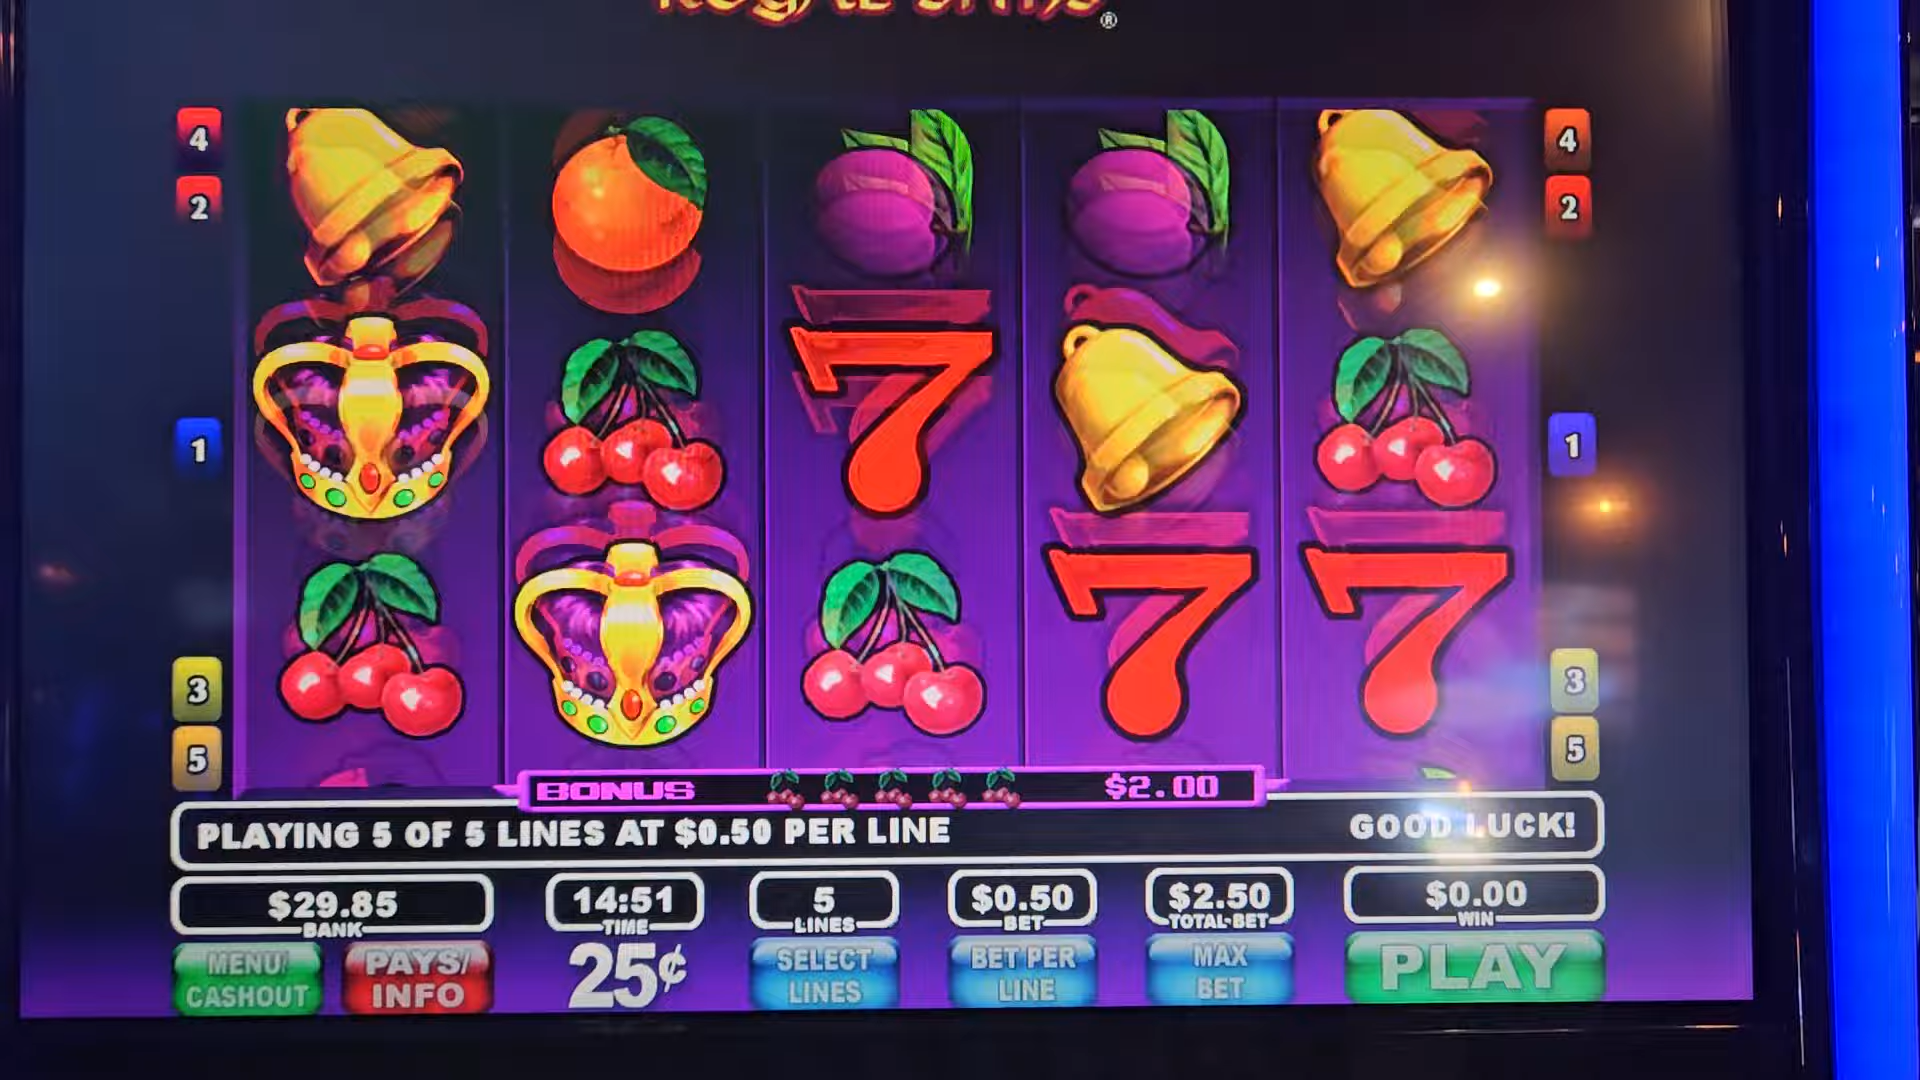 ROYAL SPINS®
4 4
2 2
1 1
3 3
5 5
BONUS $2.00
PLAYING 5 OF 5 LINES AT $0.50 PER LINE GOOD LUCK!
$29.85 14:51 5 $0.50 $2.50 $0.00
BANK TIME LINES BET TOTAL-BET WIN
MENU/ CASHOUT PAYS/ INFO 25¢ SELECT LINES BET PER LINE MAX BET PLAY